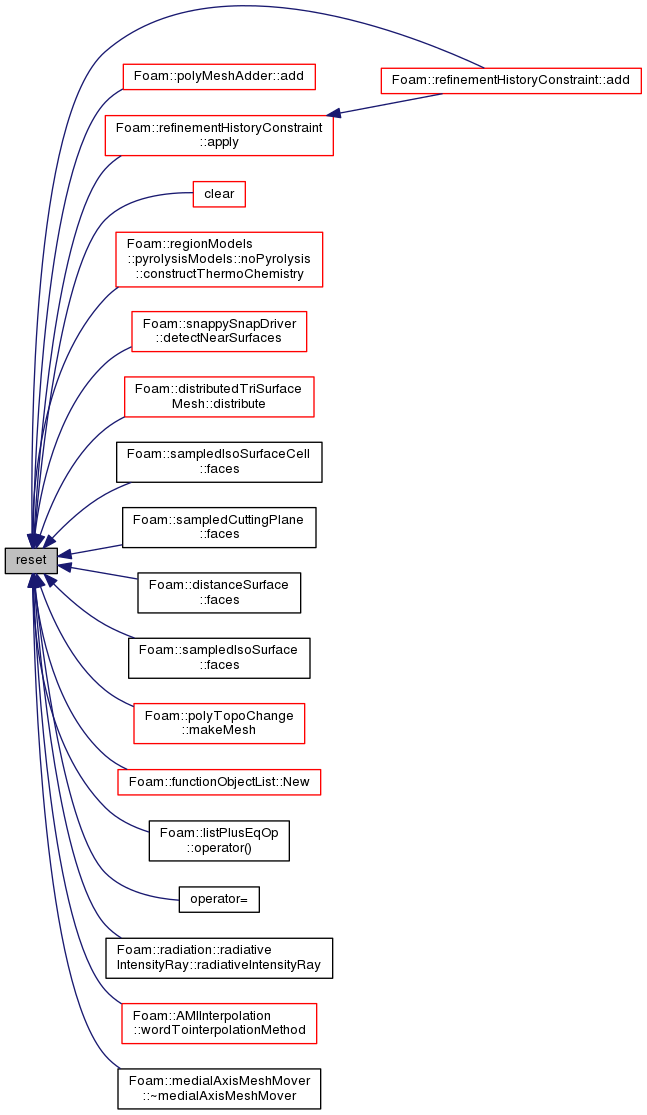 Foam::polyMeshAdder::add
Foam::refinementHistoryConstraint::add
Foam::refinementHistoryConstraint
::apply
clear
Foam::regionModels
::pyrolysisModels::noPyrolysis
::constructThermoChemistry
Foam::snappySnapDriver
::detectNearSurfaces
Foam::distributedTriSurface
Mesh::distribute
Foam::sampledIsoSurfaceCell
::faces
Foam::sampledCuttingPlane
::faces
reset
Foam::distanceSurface
::faces
Foam::sampledIsoSurface
::faces
Foam::polyTopoChange
::makeMesh
Foam::functionObjectList::New
Foam::listPlusEqOp
::operator()
operator=
Foam::radiation::radiative
IntensityRay::radiativeIntensityRay
Foam::AMIInterpolation
::wordTointerpolationMethod
Foam::medialAxisMeshMover
::~medialAxisMeshMover